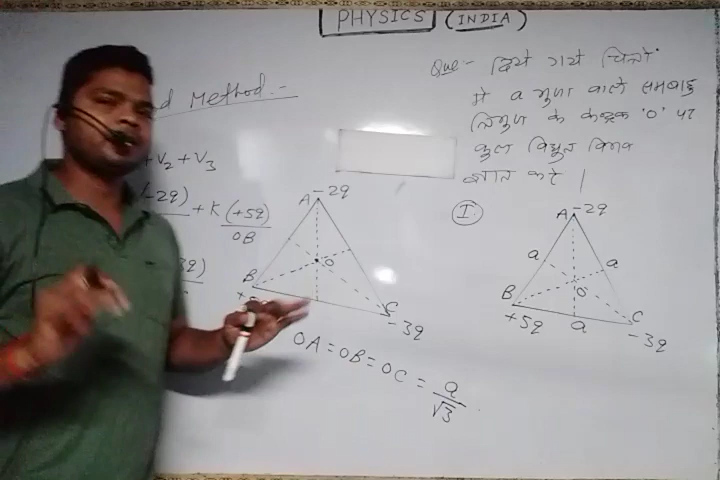 PHYSICS (INDIA)
Method:-
+ V2 + V3
(-2q) + K (+5q)
OB
A -2q
O
B
C
-3q
OA = OB = OC = a
√3
Que:- दिये गये चित्रो
मे a भुजा वाले समबाहु
त्रिभुज के केन्द्रक 'O' पर
कुल विद्युत विभव
ज्ञात करे |
I.
A -2q
a
a
O
B
C
+5q
a
-3q